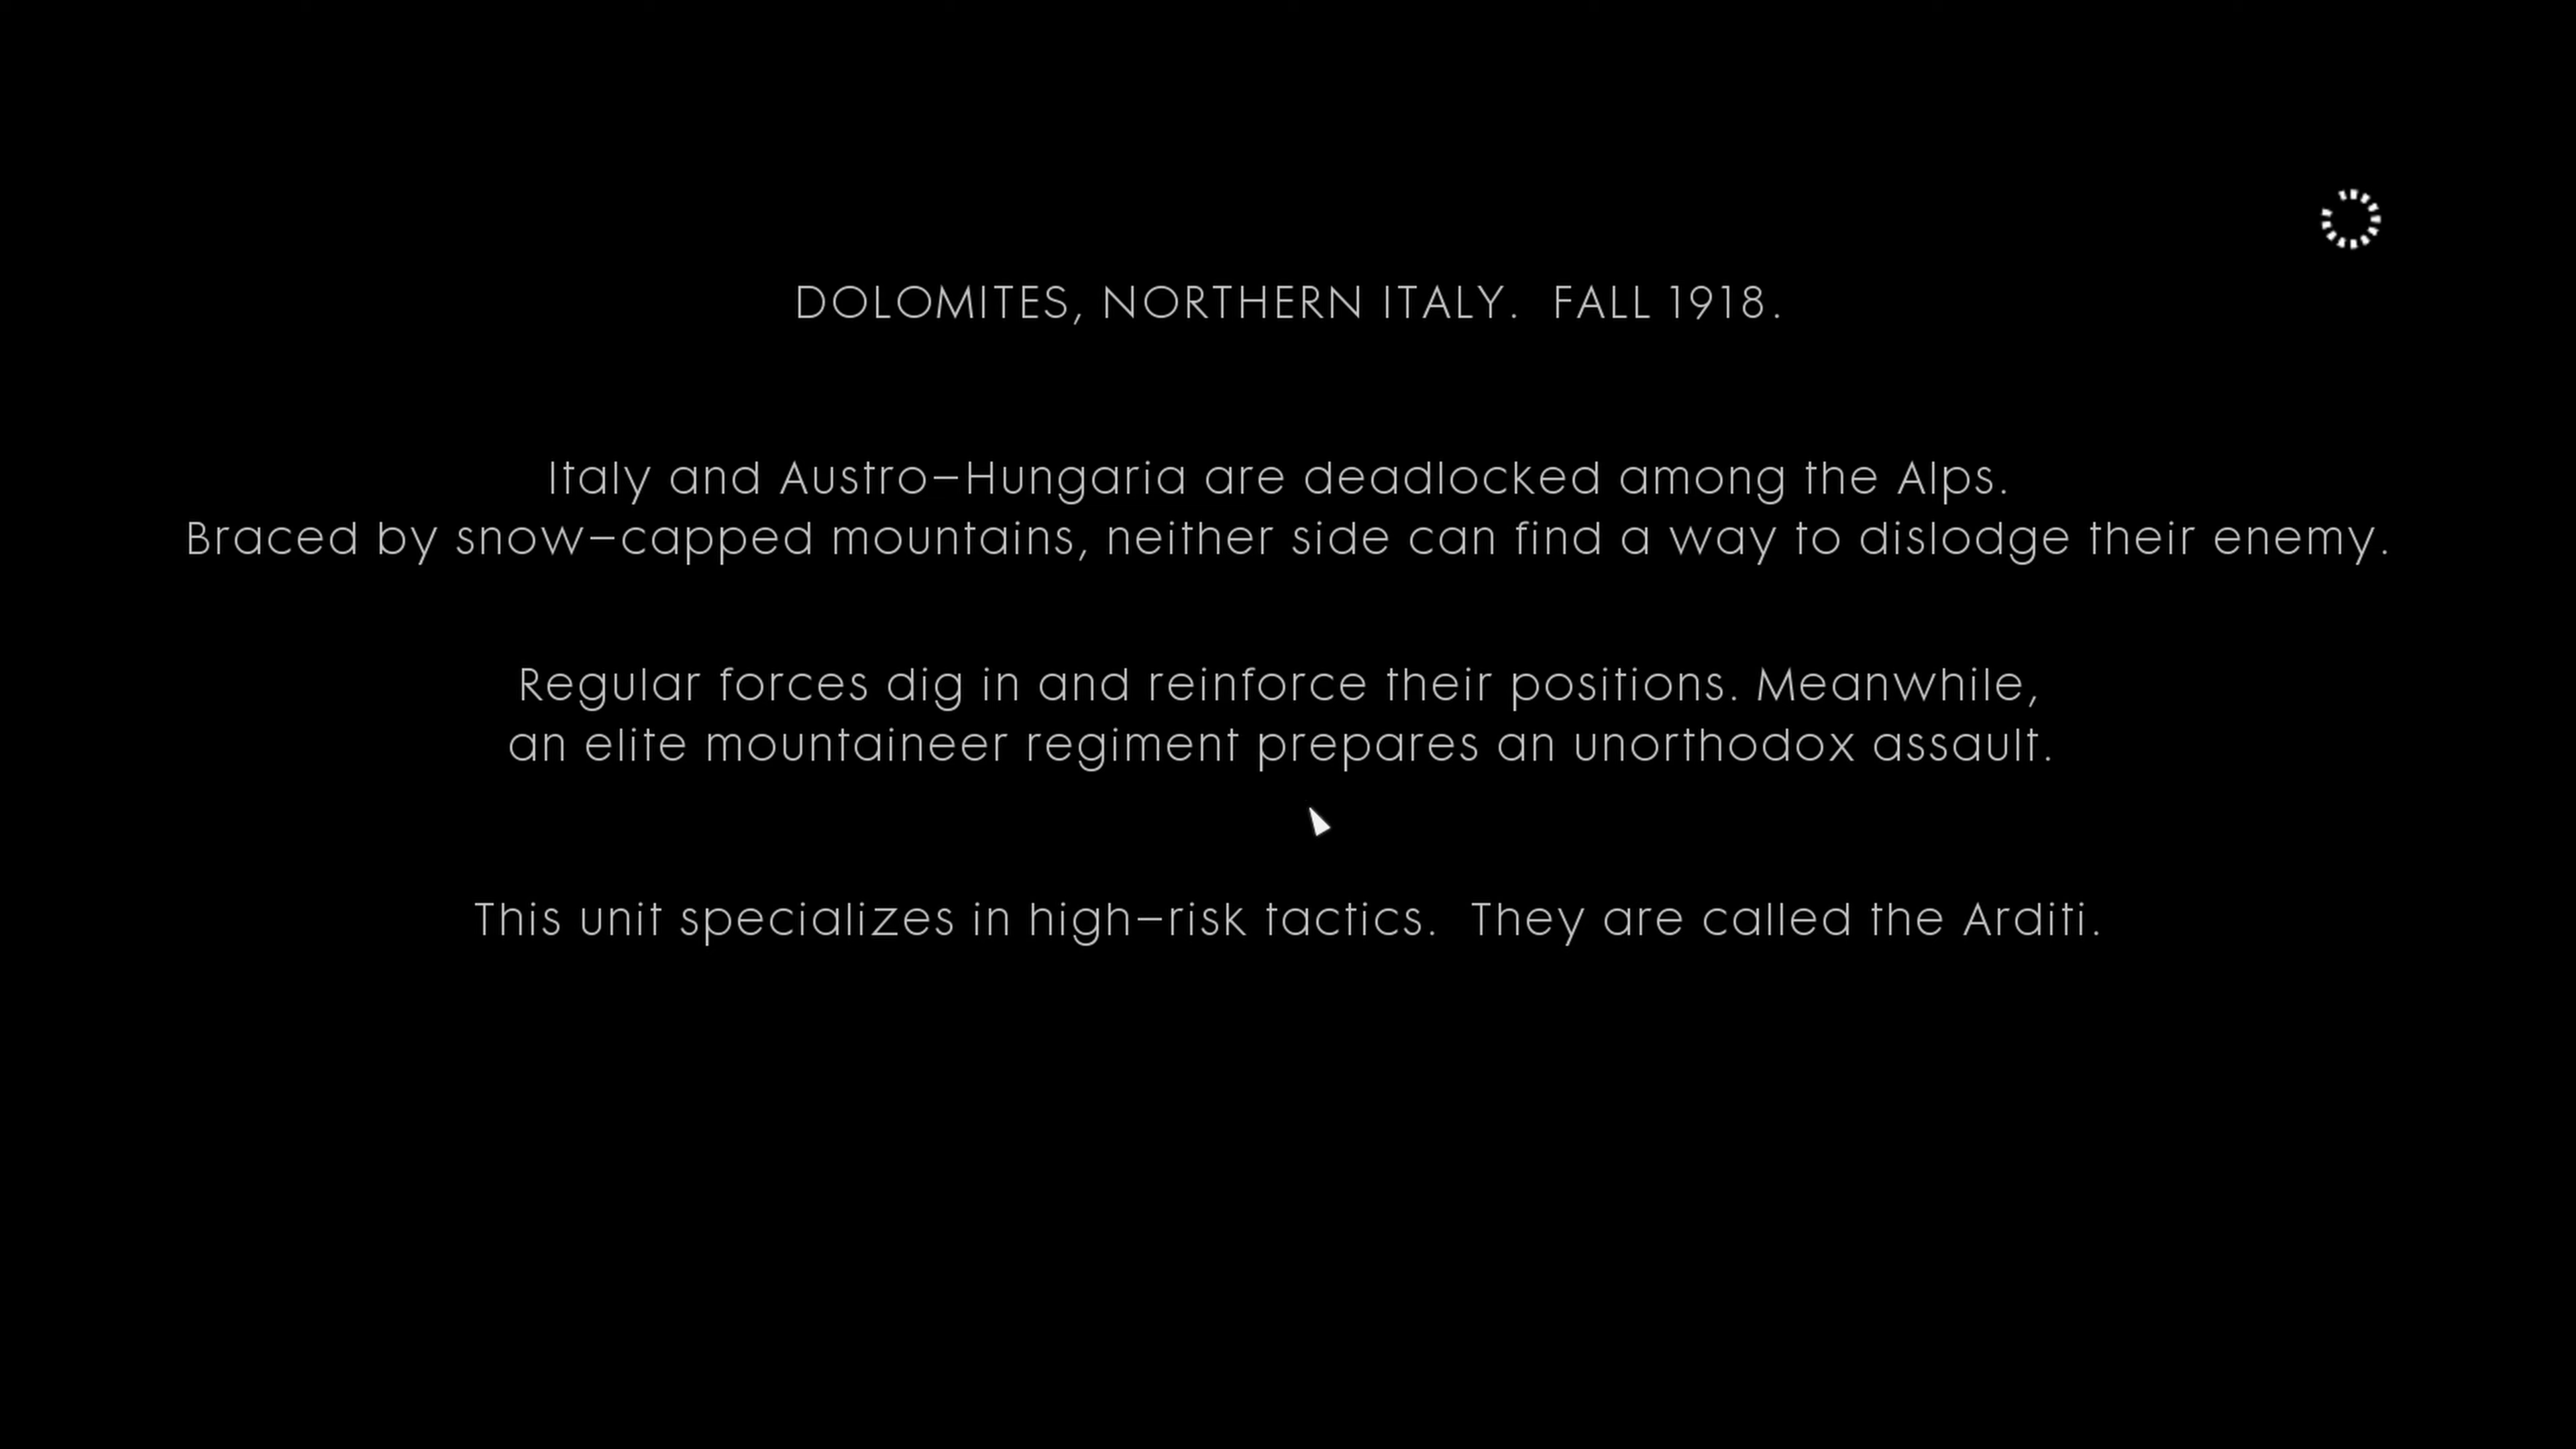 DOLOMITES, NORTHERN ITALY.  FALL 1918.
Italy and Austro-Hungaria are deadlocked among the Alps.
Braced by snow-capped mountains, neither side can find a way to dislodge their enemy.
Regular forces dig in and reinforce their positions. Meanwhile,
an elite mountaineer regiment prepares an unorthodox assault.
This unit specializes in high-risk tactics.  They are called the Arditi.